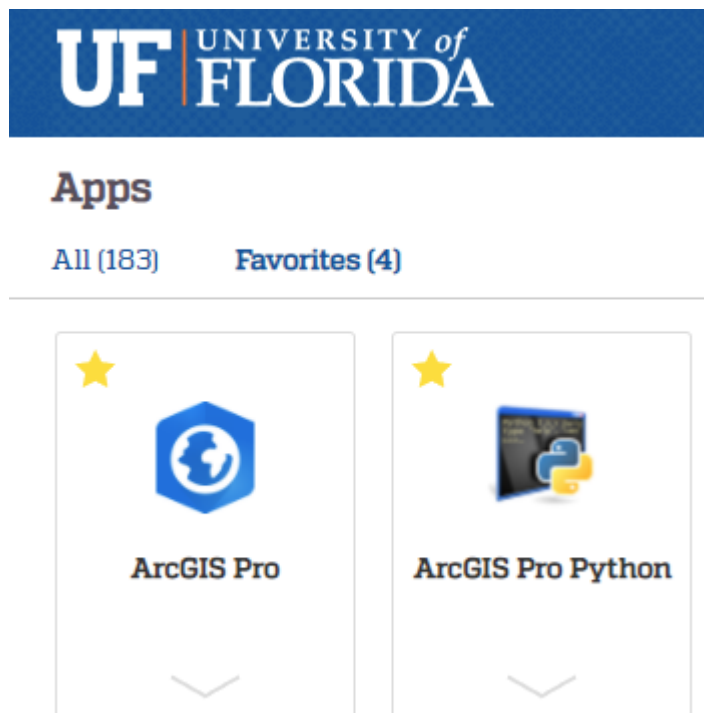 UF UNIVERSITY of
FLORIDA
Apps
All (183) Favorites (4)
ArcGIS Pro ArcGIS Pro Python